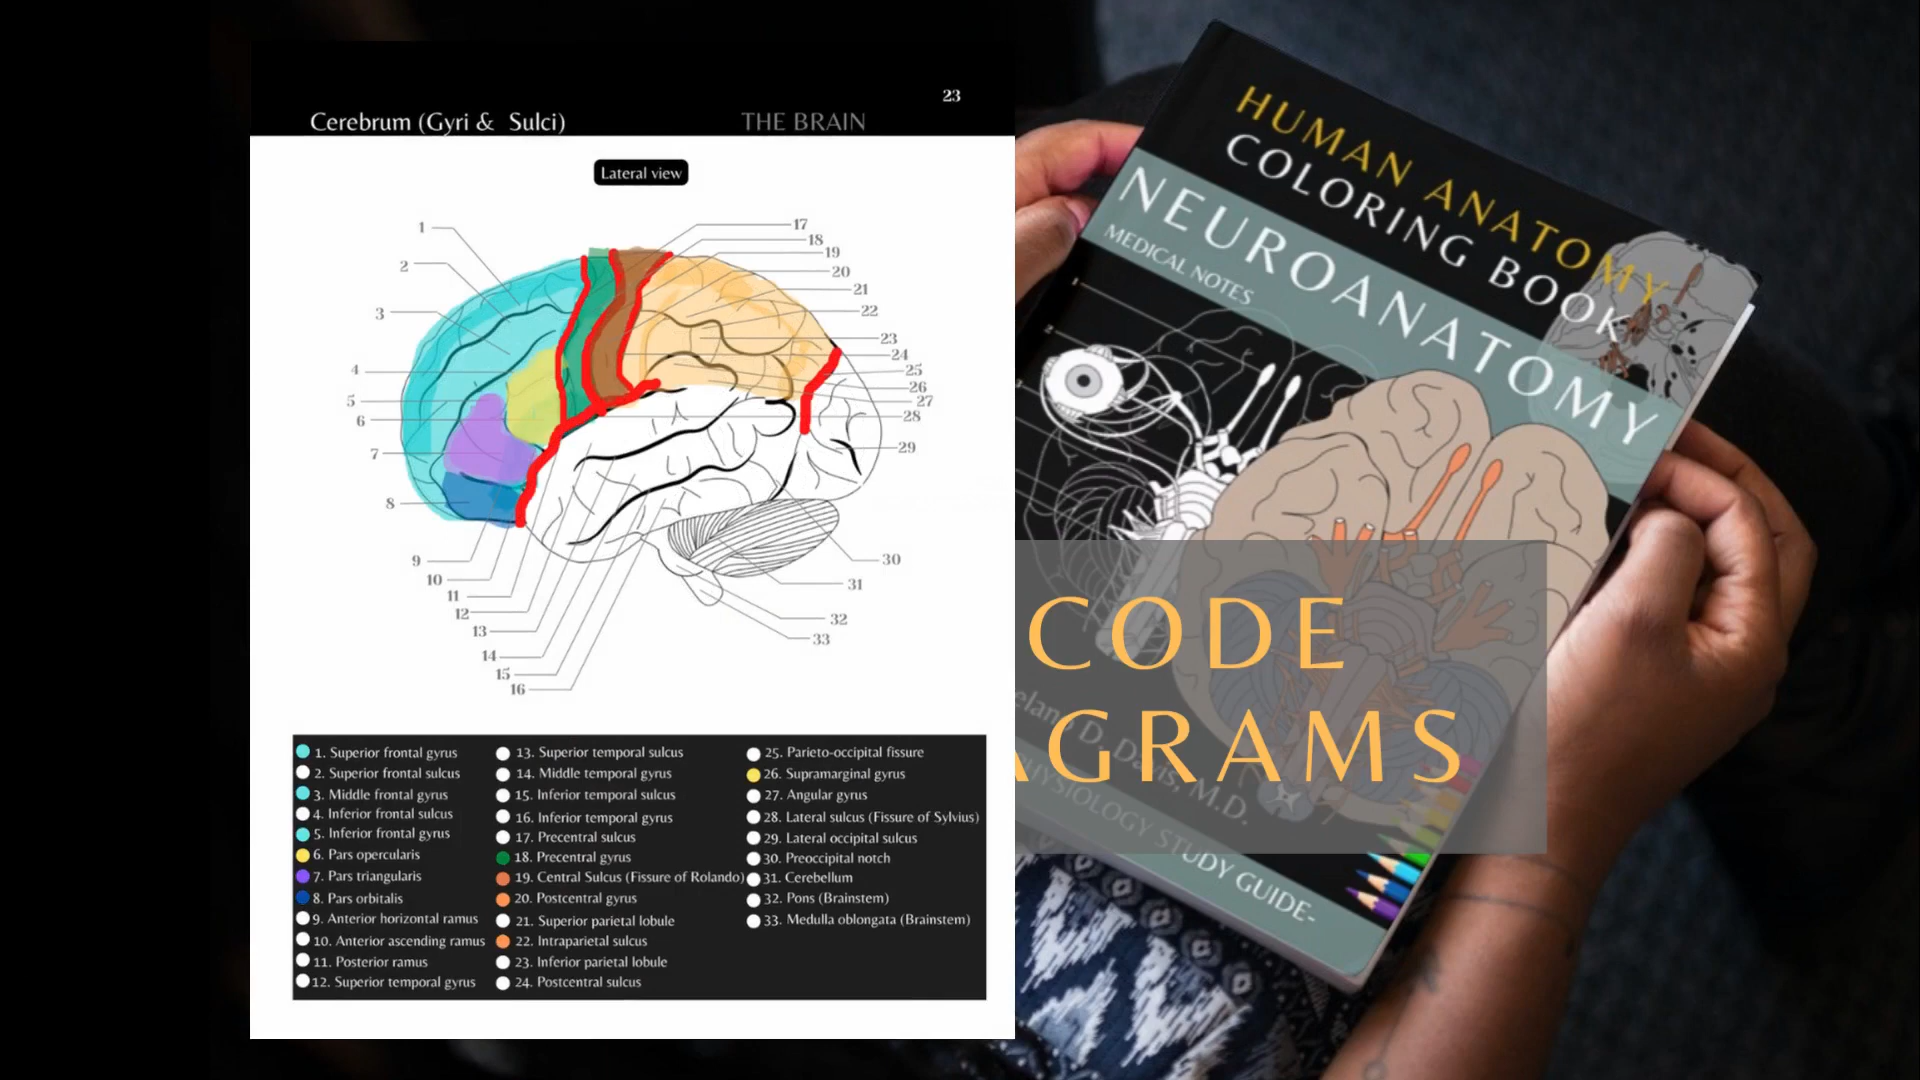 23
Cerebrum (Gyri & Sulci)
THE BRAIN
Lateral view
1
2
3
4
5
6
7
8
9
10
11
12
13
14
15
16
17
18
19
20
21
22
23
24
25
26
27
28
29
30
31
32
33
1. Superior frontal gyrus
2. Superior frontal sulcus
3. Middle frontal gyrus
4. Inferior frontal sulcus
5. Inferior frontal gyrus
6. Pars opercularis
7. Pars triangularis
8. Pars orbitalis
9. Anterior horizontal ramus
10. Anterior ascending ramus
11. Posterior ramus
12. Superior temporal gyrus
13. Superior temporal sulcus
14. Middle temporal gyrus
15. Inferior temporal sulcus
16. Inferior temporal gyrus
17. Precentral sulcus
18. Precentral gyrus
19. Central Sulcus (Fissure of Rolando)
20. Postcentral gyrus
21. Superior parietal lobule
22. Intraparietal sulcus
23. Inferior parietal lobule
24. Postcentral sulcus
25. Parieto-occipital fissure
26. Supramarginal gyrus
27. Angular gyrus
28. Lateral sulcus (Fissure of Sylvius)
29. Lateral occipital sulcus
30. Preoccipital notch
31. Cerebellum
32. Pons (Brainstem)
33. Medulla oblongata (Brainstem)
HUMAN ANATOMY
COLORING BOOK
NEUROANATOMY
MEDICAL NOTES
1
2
CODE
AGRAMS
D. Davis, M.D.
STUDY GUIDE-